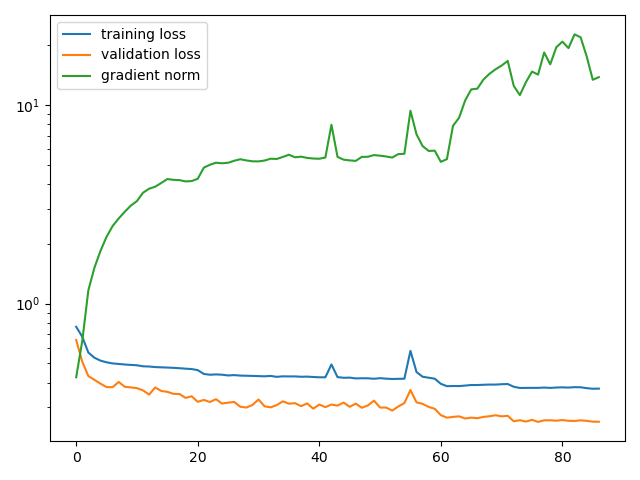 training loss
validation loss
gradient norm
10¹
10⁰
0 20 40 60 80